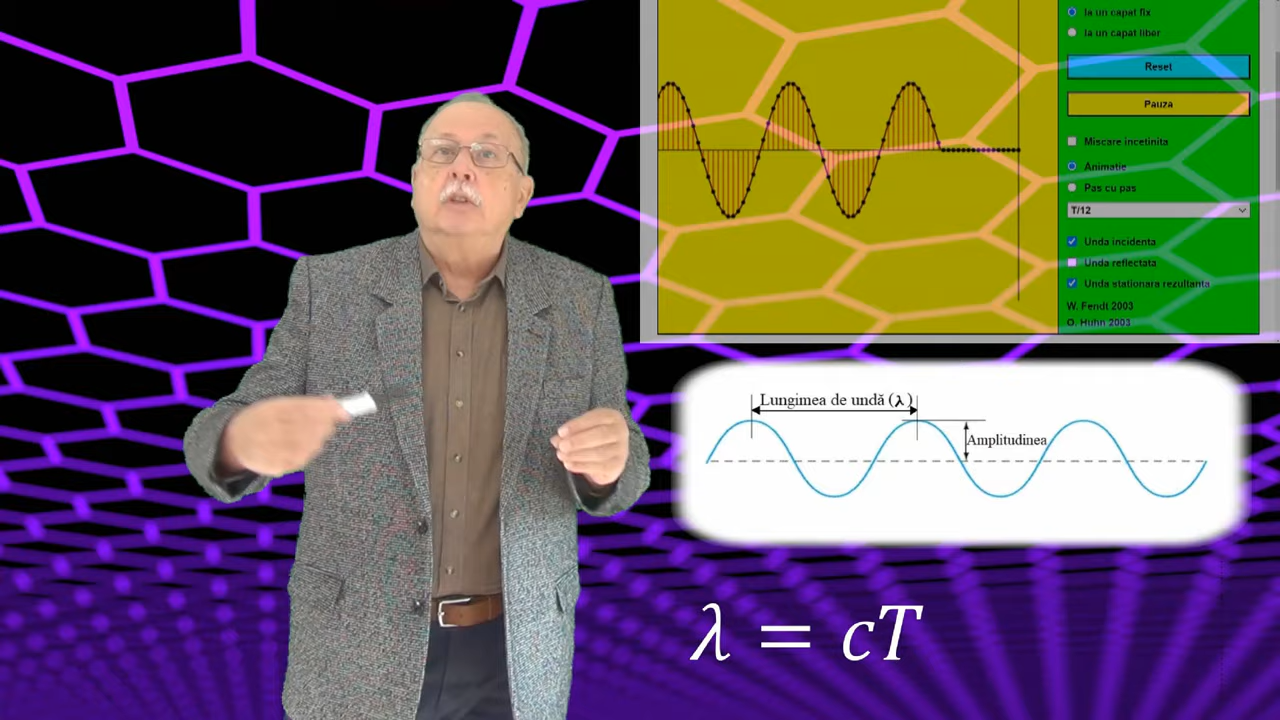 la un capat fix
la un capat liber
Reset
Pauza
Miscare incetinita
Animatie
Pas cu pas
T/12
Unda incidenta
Unda reflectata
Unda stationara rezultanta
W. Fendt 2003
O. Huhn 2003
Lungimea de undă (λ)
Amplitudinea
λ = cT